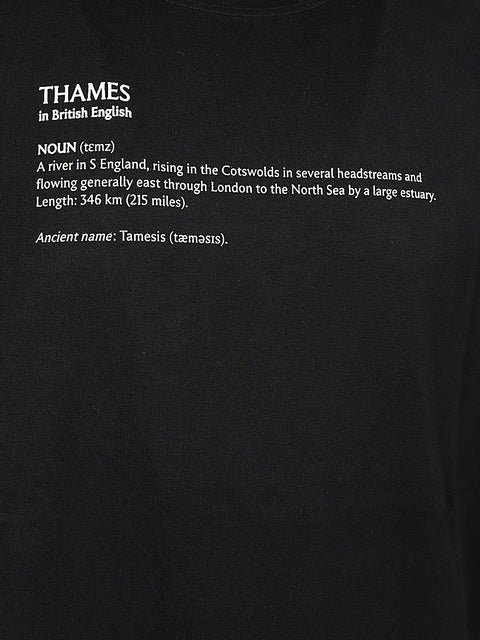 THAMES
in British English
NOUN (tɛmz)
A river in S England, rising in the Cotswolds in several headstreams and
flowing generally east through London to the North Sea by a large estuary.
Length: 346 km (215 miles).
Ancient name: Tamesis (tæməsɪs).